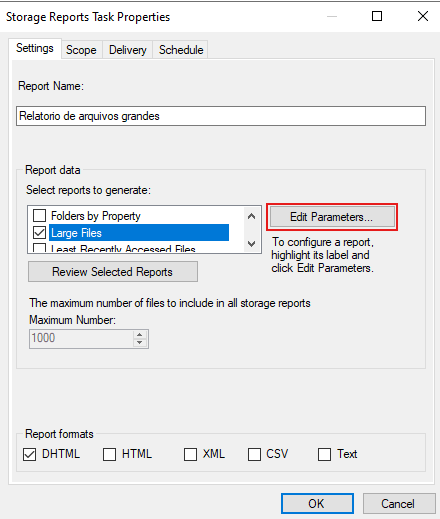 Storage Reports Task Properties
Settings Scope Delivery Schedule
Report Name:
Relatorio de arquivos grandes
Report data
Select reports to generate:
Folders by Property
Large Files
Least Recently Accessed Files
Edit Parameters...
To configure a report,
highlight its label and
click Edit Parameters.
Review Selected Reports
The maximum number of files to include in all storage reports
Maximum Number:
1000
Report formats
DHTML HTML XML CSV Text
OK Cancel